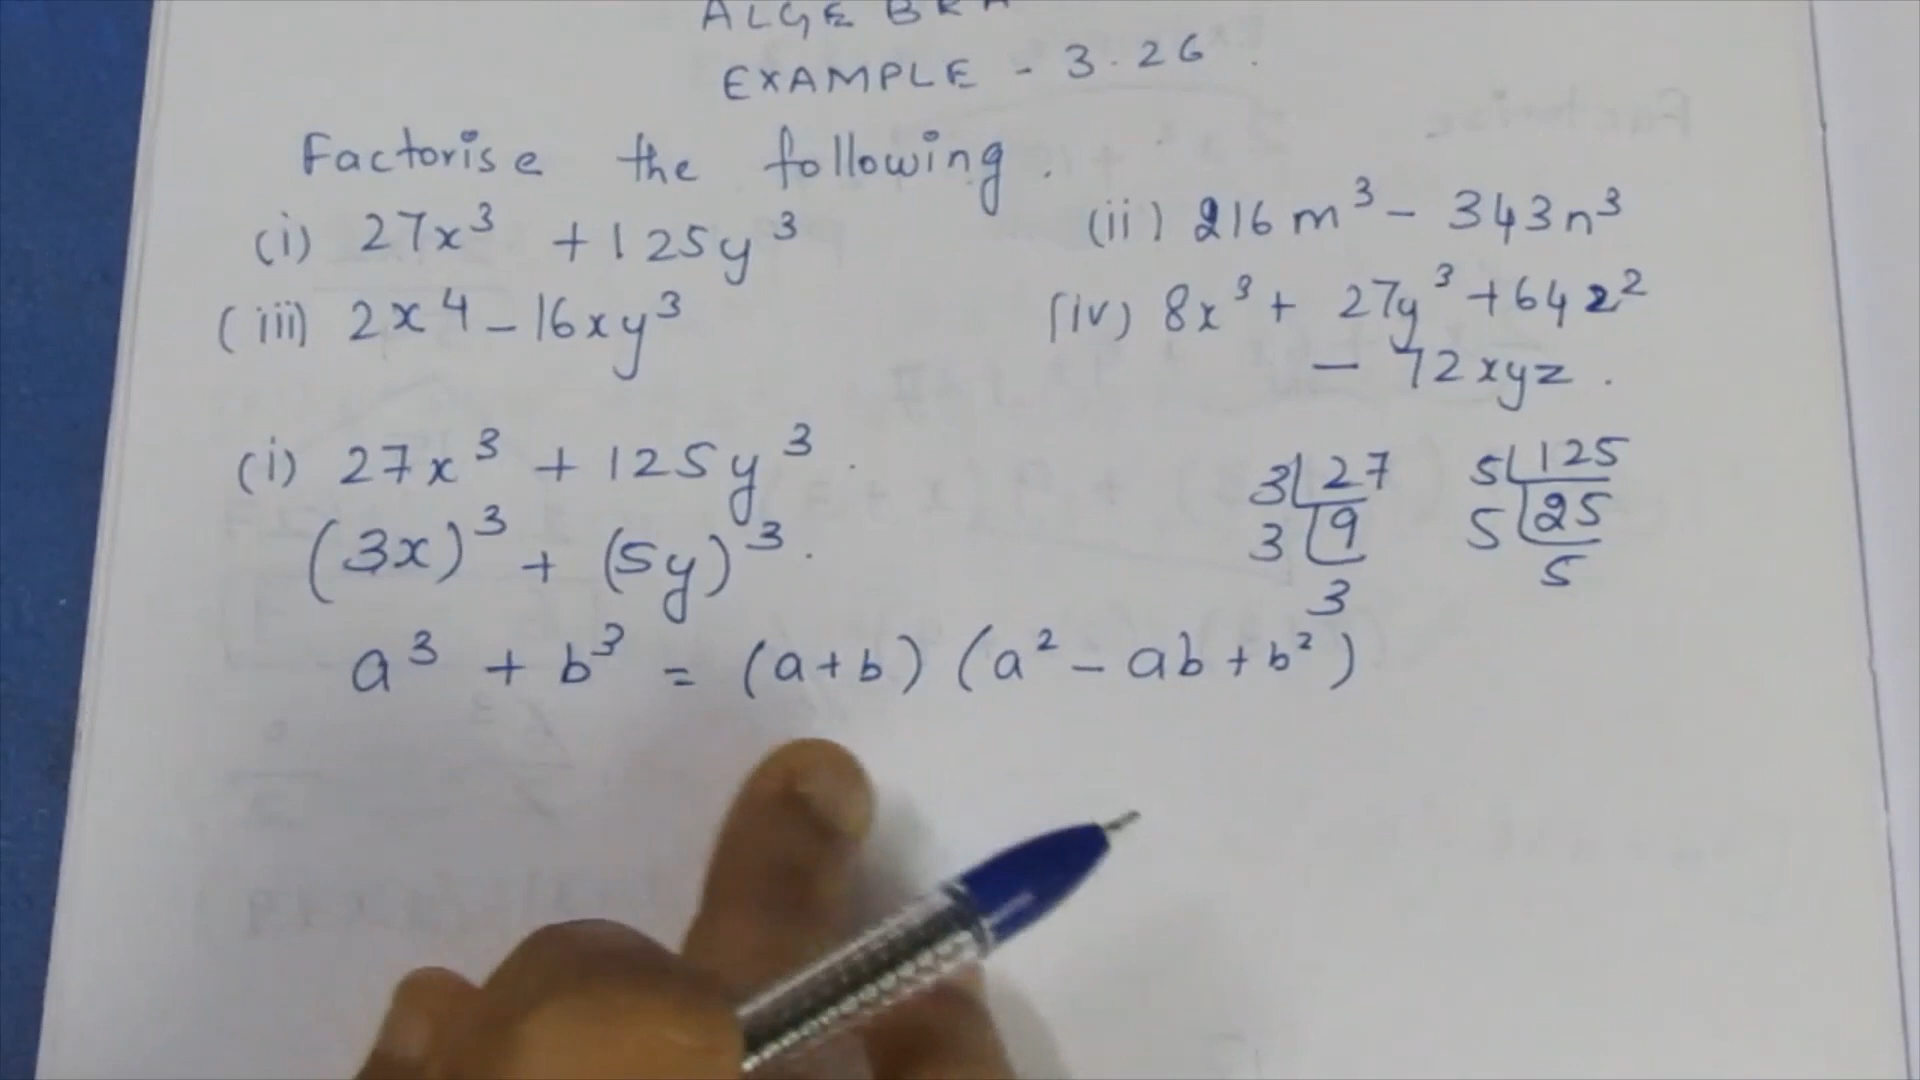 ALGEBRA
EXAMPLE - 3.26.
Factorise the following.
(i) 27x³ + 125y³ (ii) 216m³ - 343n³
(iii) 2x⁴ - 16xy³ (iv) 8x³ + 27y³ + 64z²
- 72xyz.
(i) 27x³ + 125y³. 3 27 5 125
(3x)³ + (5y)³. 3 9 5 25
3 5
a³ + b³ = (a+b) (a² - ab + b²)